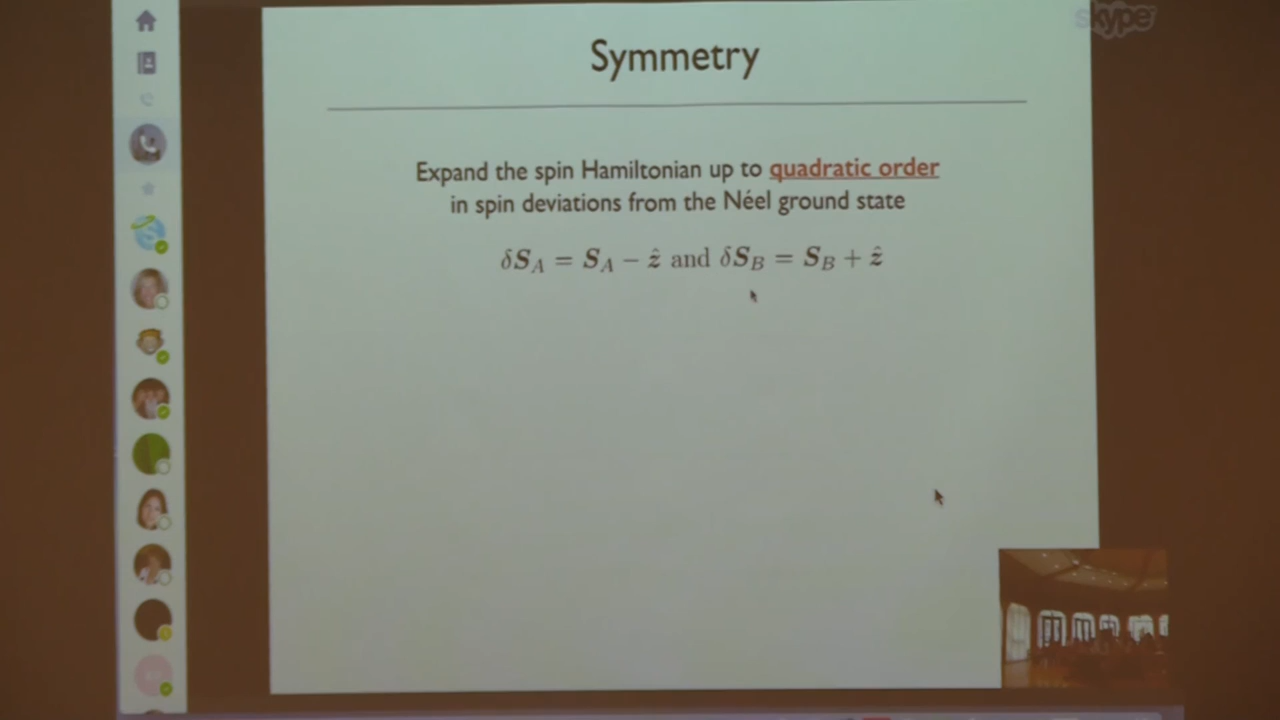 skype
Symmetry
Expand the spin Hamiltonian up to quadratic order
in spin deviations from the Néel ground state
δS_A = S_A − ẑ and δS_B = S_B + ẑ